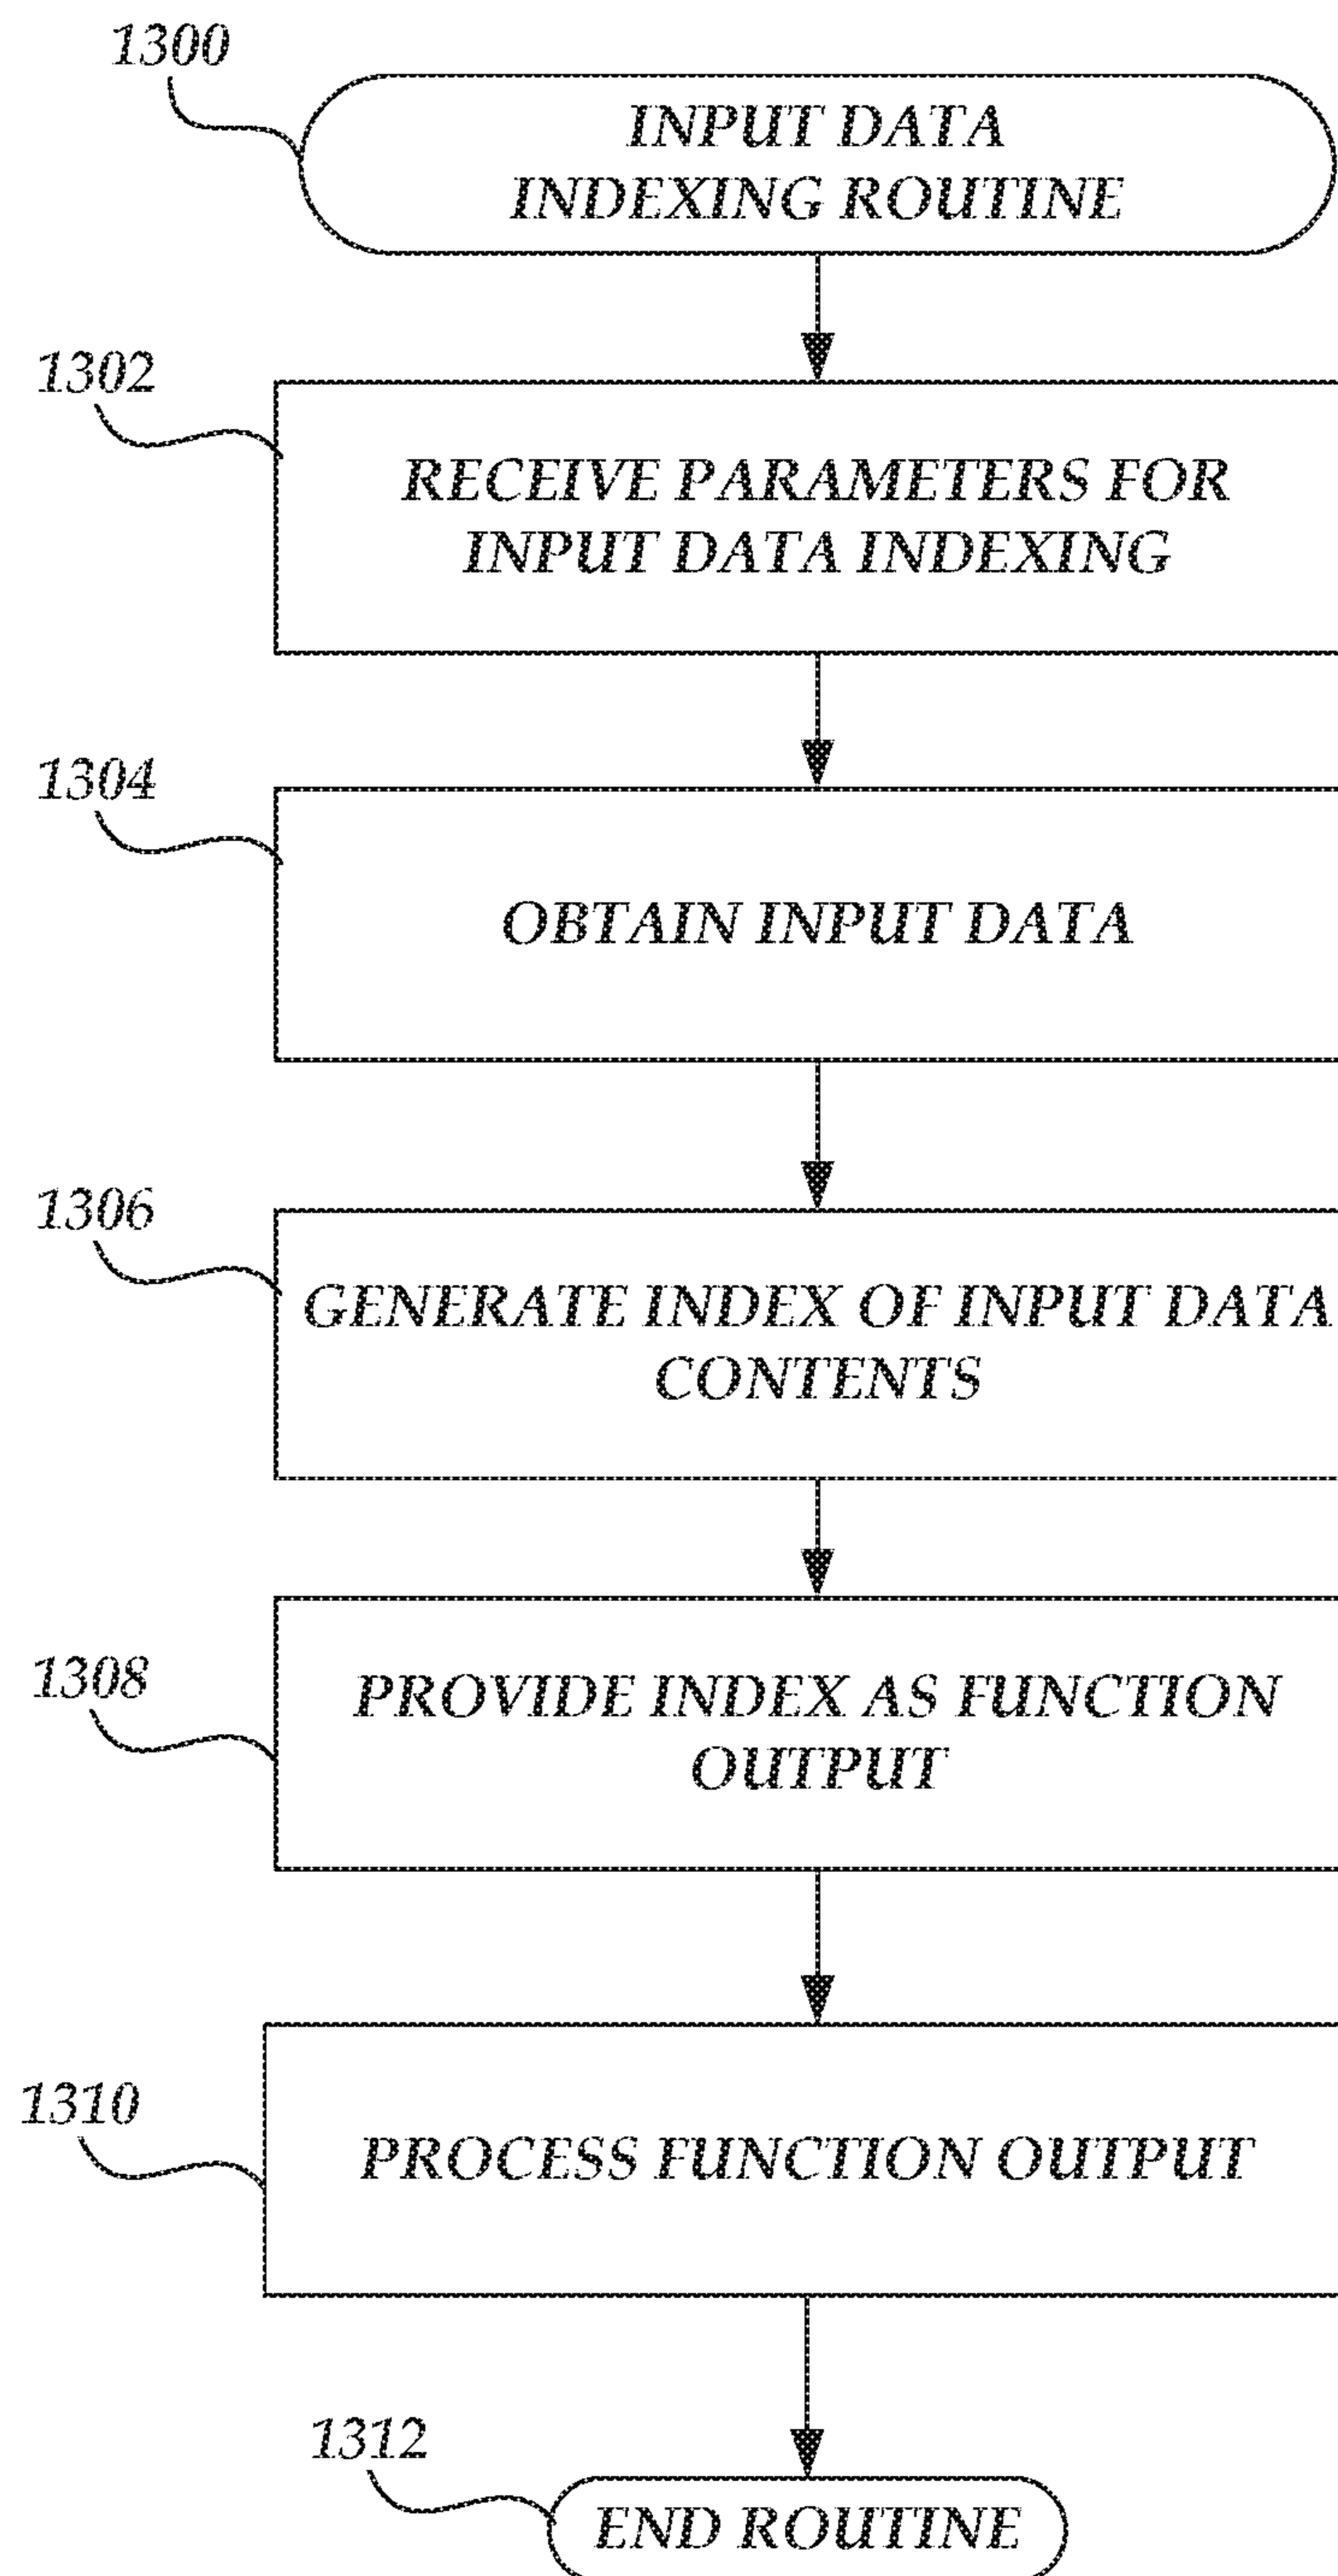 1300
INPUT DATA
INDEXING ROUTINE
1302
RECEIVE PARAMETERS FOR
INPUT DATA INDEXING
1304
OBTAIN INPUT DATA
1306
GENERATE INDEX OF INPUT DATA
CONTENTS
1308
PROVIDE INDEX AS FUNCTION
OUTPUT
1310
PROCESS FUNCTION OUTPUT
1312
END ROUTINE